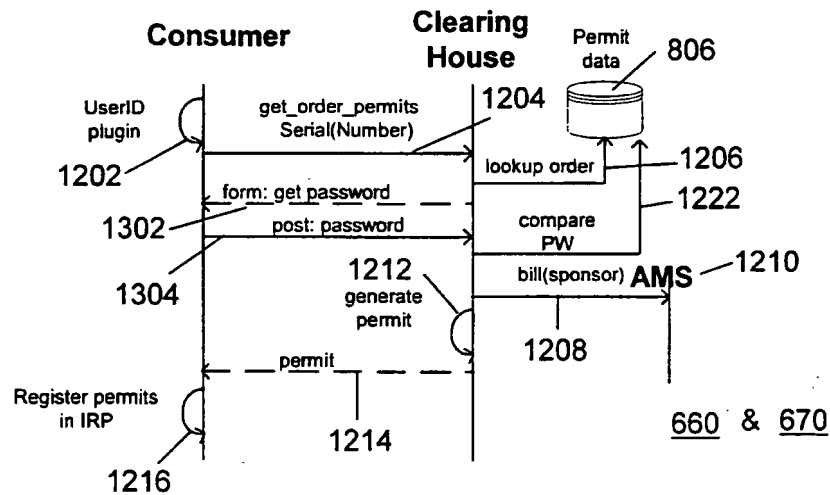 Consumer
Clearing
House
Permit
data
806
UserID
plugin
1202
get_order_permits
Serial(Number)
1204
lookup order
1206
form: get password
1302
1222
post: password
1304
compare
PW
1212
generate
permit
bill(sponsor)
AMS
1210
1208
permit
1214
Register permits
in IRP
1216
660 & 670